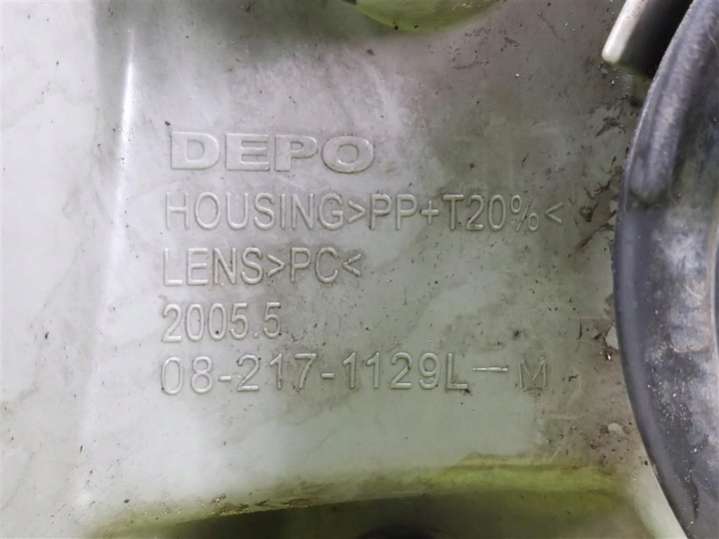 DEPO
HOUSING>PP+T20%<
LENS>PC<
2005.5
08-217-1129L-M